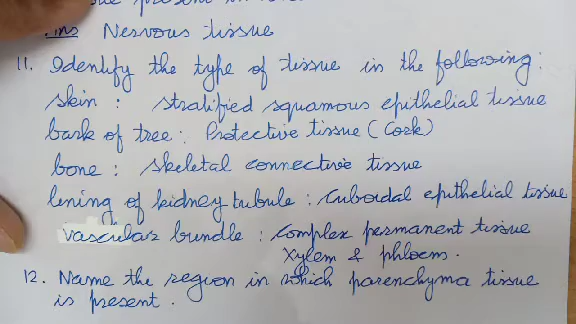 present in
Ans Nervous tissue
11. Identify the type of tissue in the following:
skin : stratified squamous epithelial tissue
bark of tree : Protective tissue (Cork)
bone : skeletal connective tissue
lining of kidney tubule : Cuboidal epithelial tissue
vascular bundle : Complex permanent tissue
xylem & phloem.
12. Name the region in which parenchyma tissue
is present.